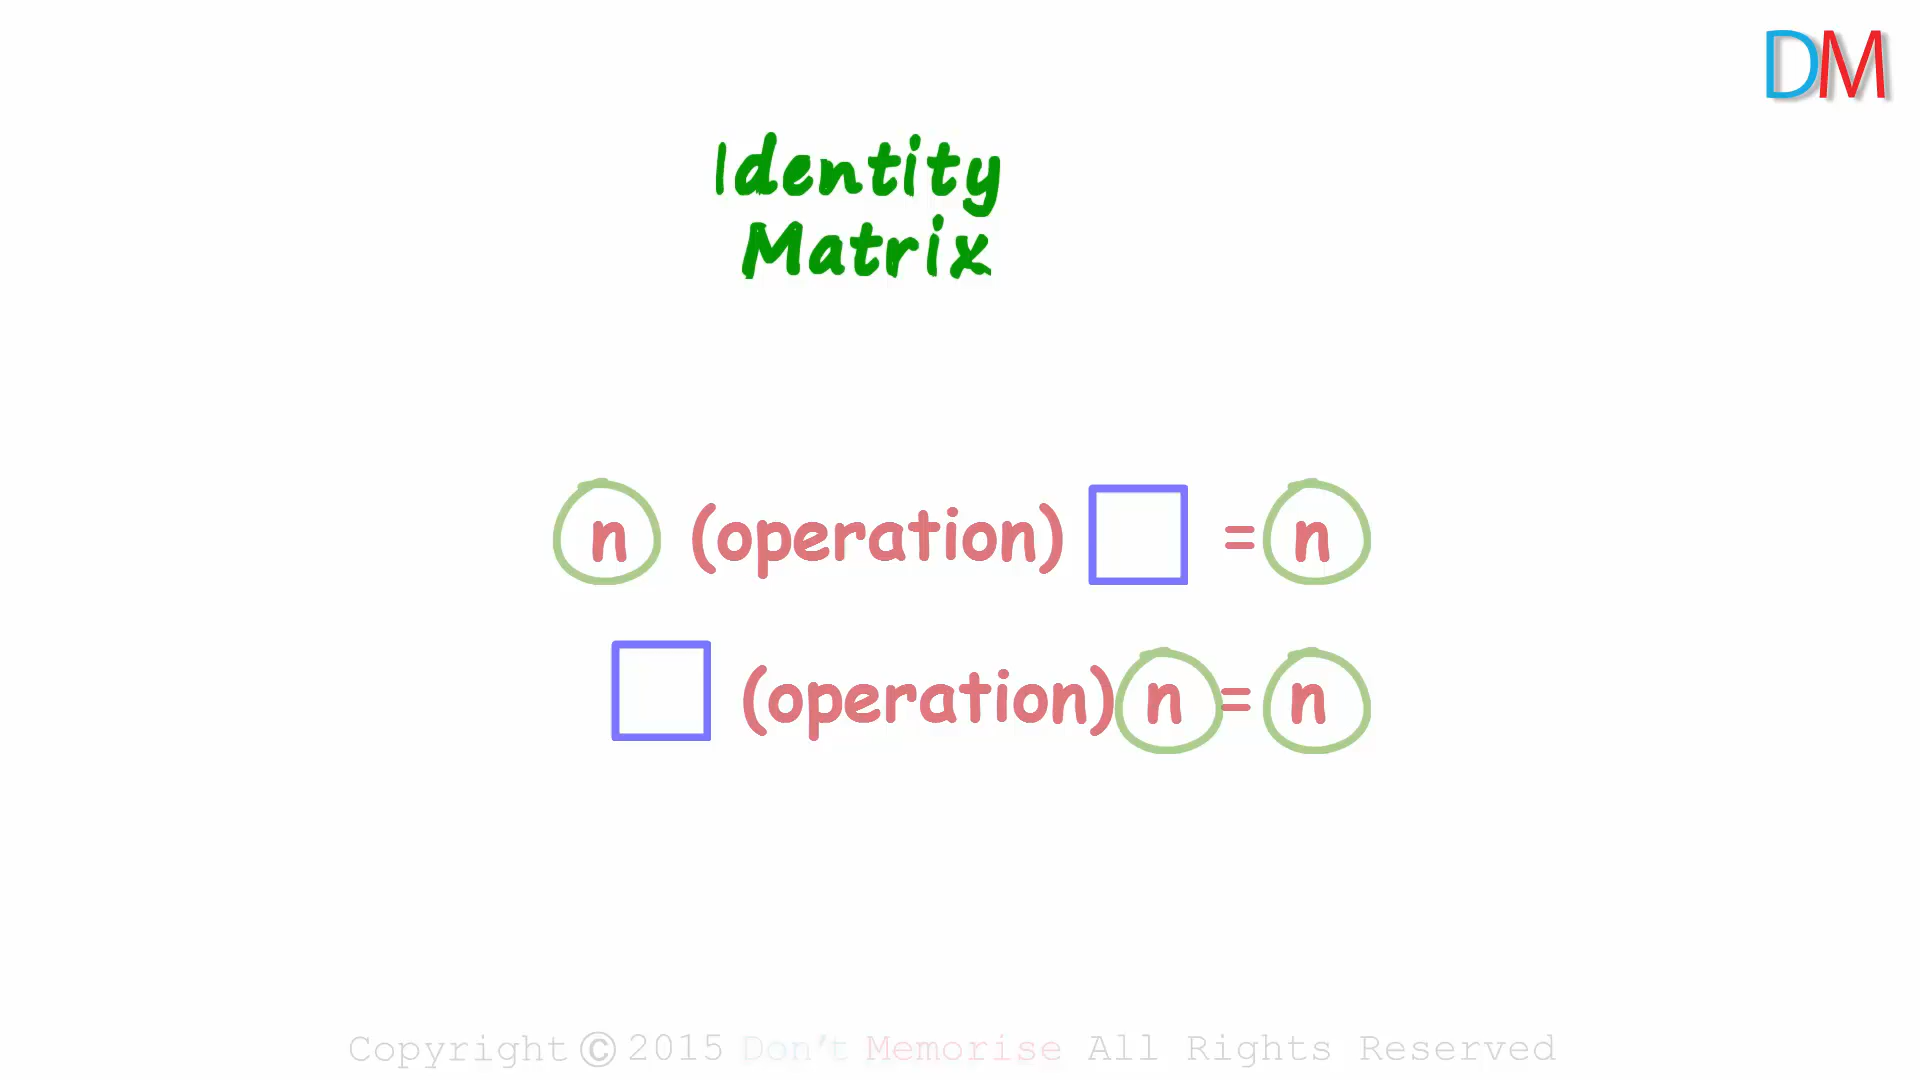 DM
Identity
Matrix
n (operation) = n
(operation) n = n
Copyright © 2015 Don't Memorise All Rights Reserved